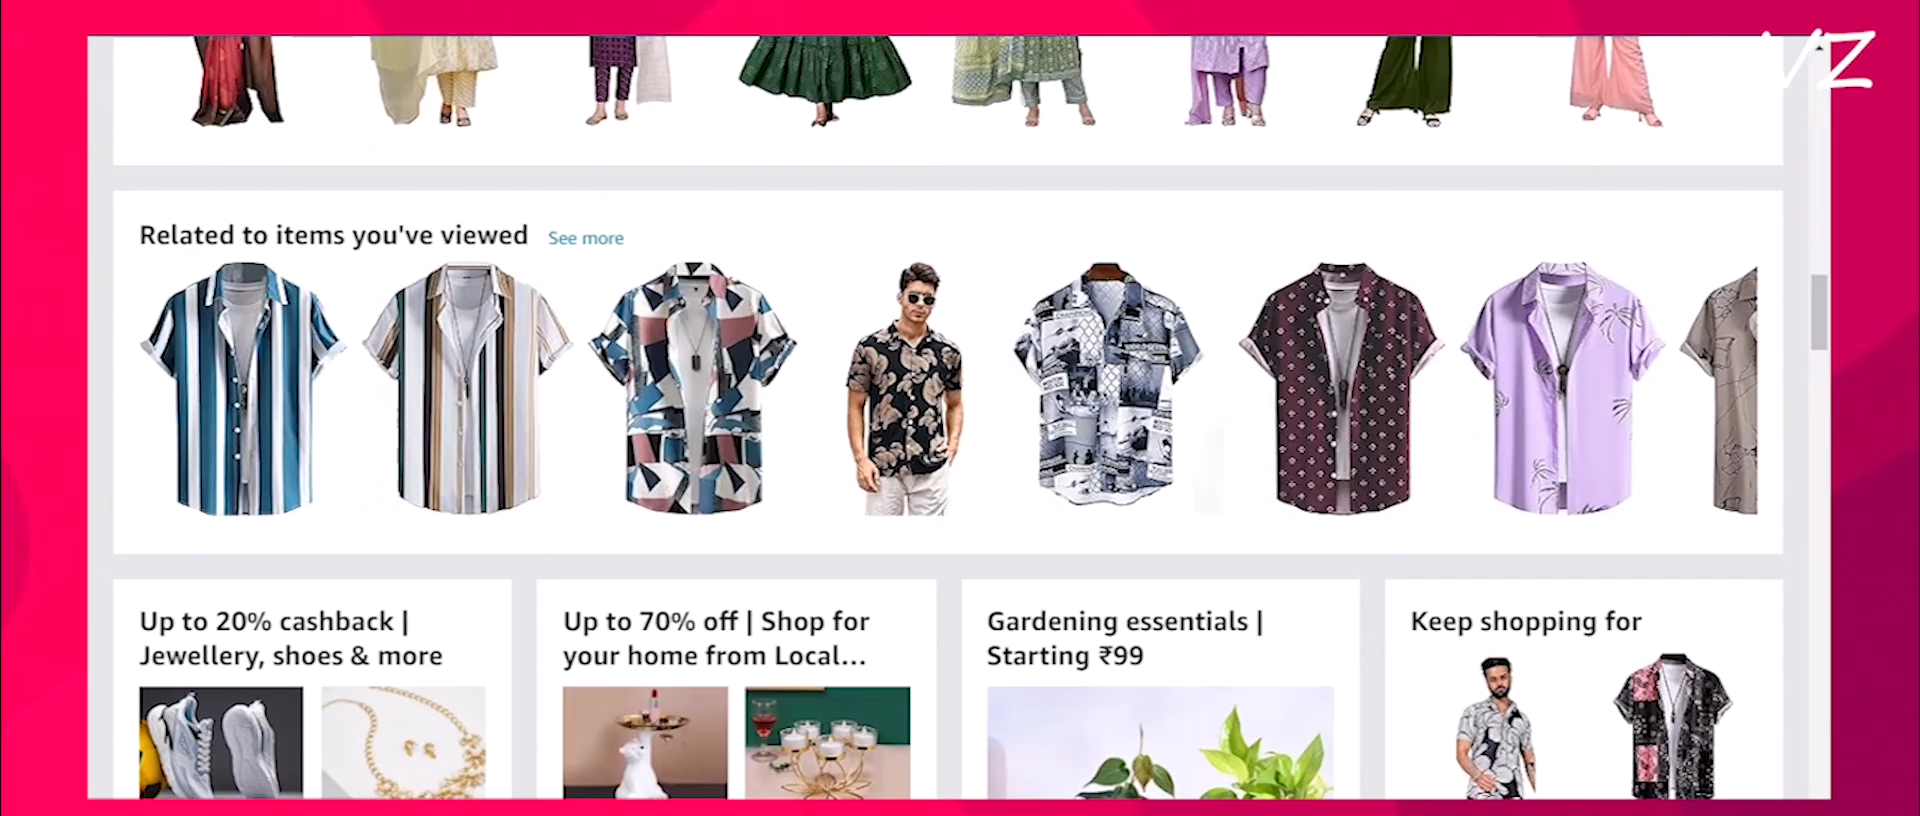 VZ
Related to items you've viewed See more
Up to 20% cashback |
Jewellery, shoes & more
Up to 70% off | Shop for
your home from Local...
Gardening essentials |
Starting ₹99
Keep shopping for